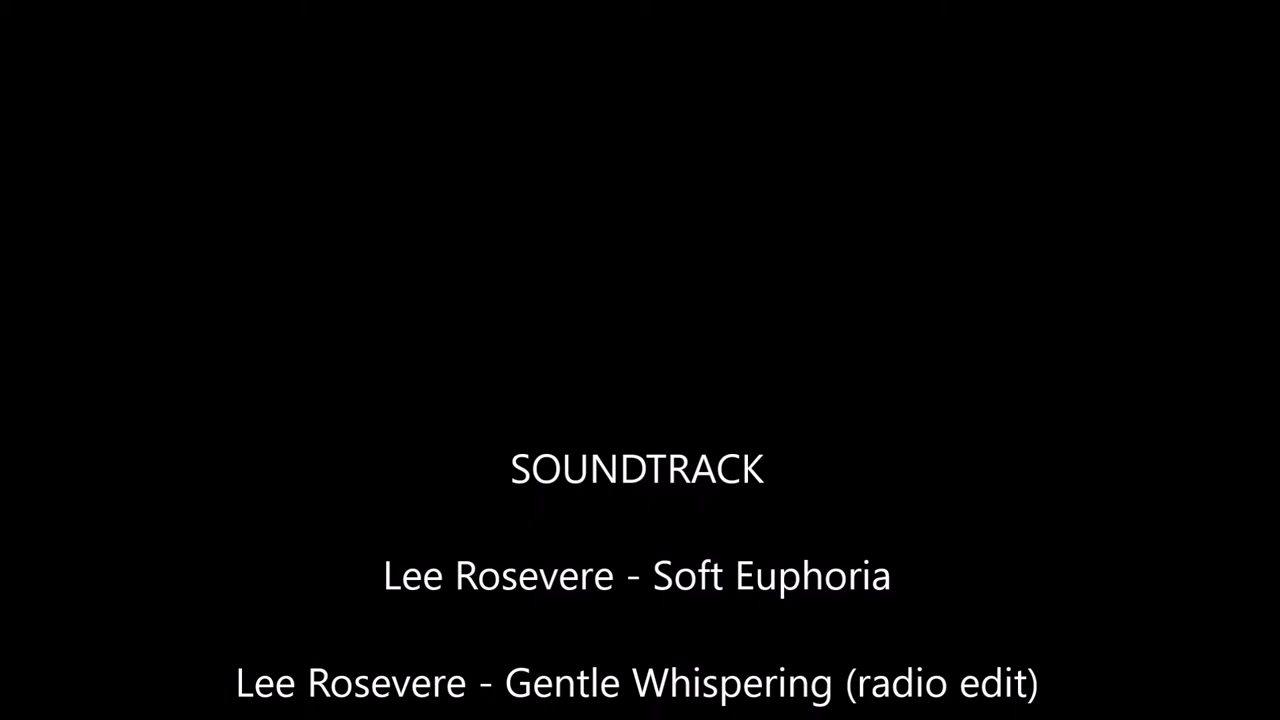 SOUNDTRACK
Lee Rosevere - Soft Euphoria
Lee Rosevere - Gentle Whispering (radio edit)